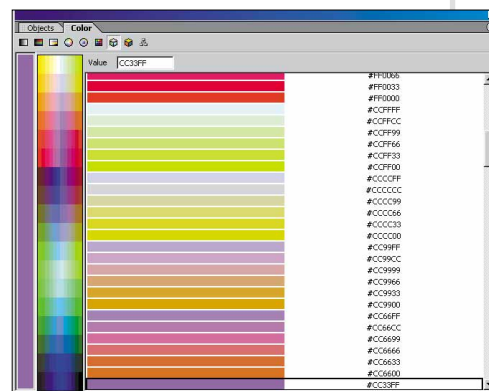 Objects Color
Value CC33FF
#FF0066
#FF0033
#FF0000
#CCFFFF
#CCFFCC
#CCFF99
#CCFF66
#CCFF33
#CCFF00
#CCCCFF
#CCCCCC
#CCCC99
#CCCC66
#CCCC33
#CCCC00
#CC99FF
#CC99CC
#CC9999
#CC9966
#CC9933
#CC9900
#CC66FF
#CC66CC
#CC6699
#CC6666
#CC6633
#CC6600
#CC33FF